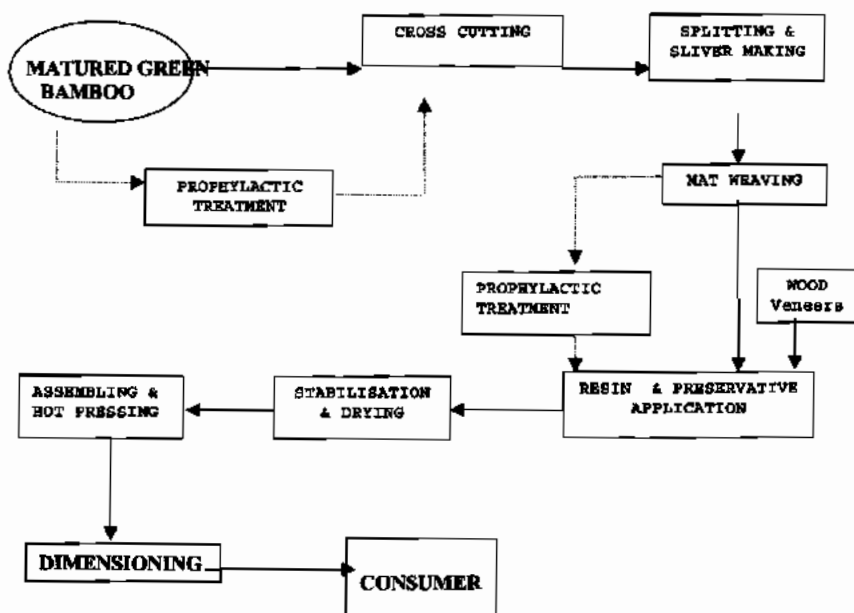 MATURED GREEN
BAMBOO
CROSS CUTTING
SPLITTING &
SLIVER MAKING
PROPHYLACTIC
TREATMENT
MAT WEAVING
PROPHYLACTIC
TREATMENT
WOOD
Veneers
RESIN & PRESERVATIVE
APPLICATION
STABILISATION
& DRYING
ASSEMBLING &
HOT PRESSING
DIMENSIONING
CONSUMER